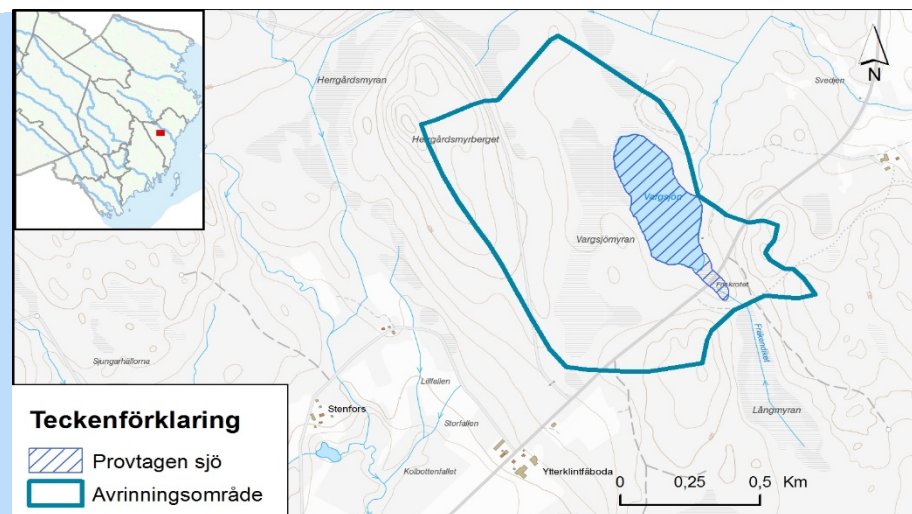 N
Herrgårdsmyran
Svedjen
Herrgårdsmyrberget
Vargsjön
Vargsjömyran
Fräkendiket
Sjungarhällorna
Långmyran
Lillfallen
Stenfors
Storfallen
Kolbottenfallet
Ytterklintfäboda
Teckenförklaring
Provtagen sjö
Avrinningsområde
0 0,25 0,5 Km